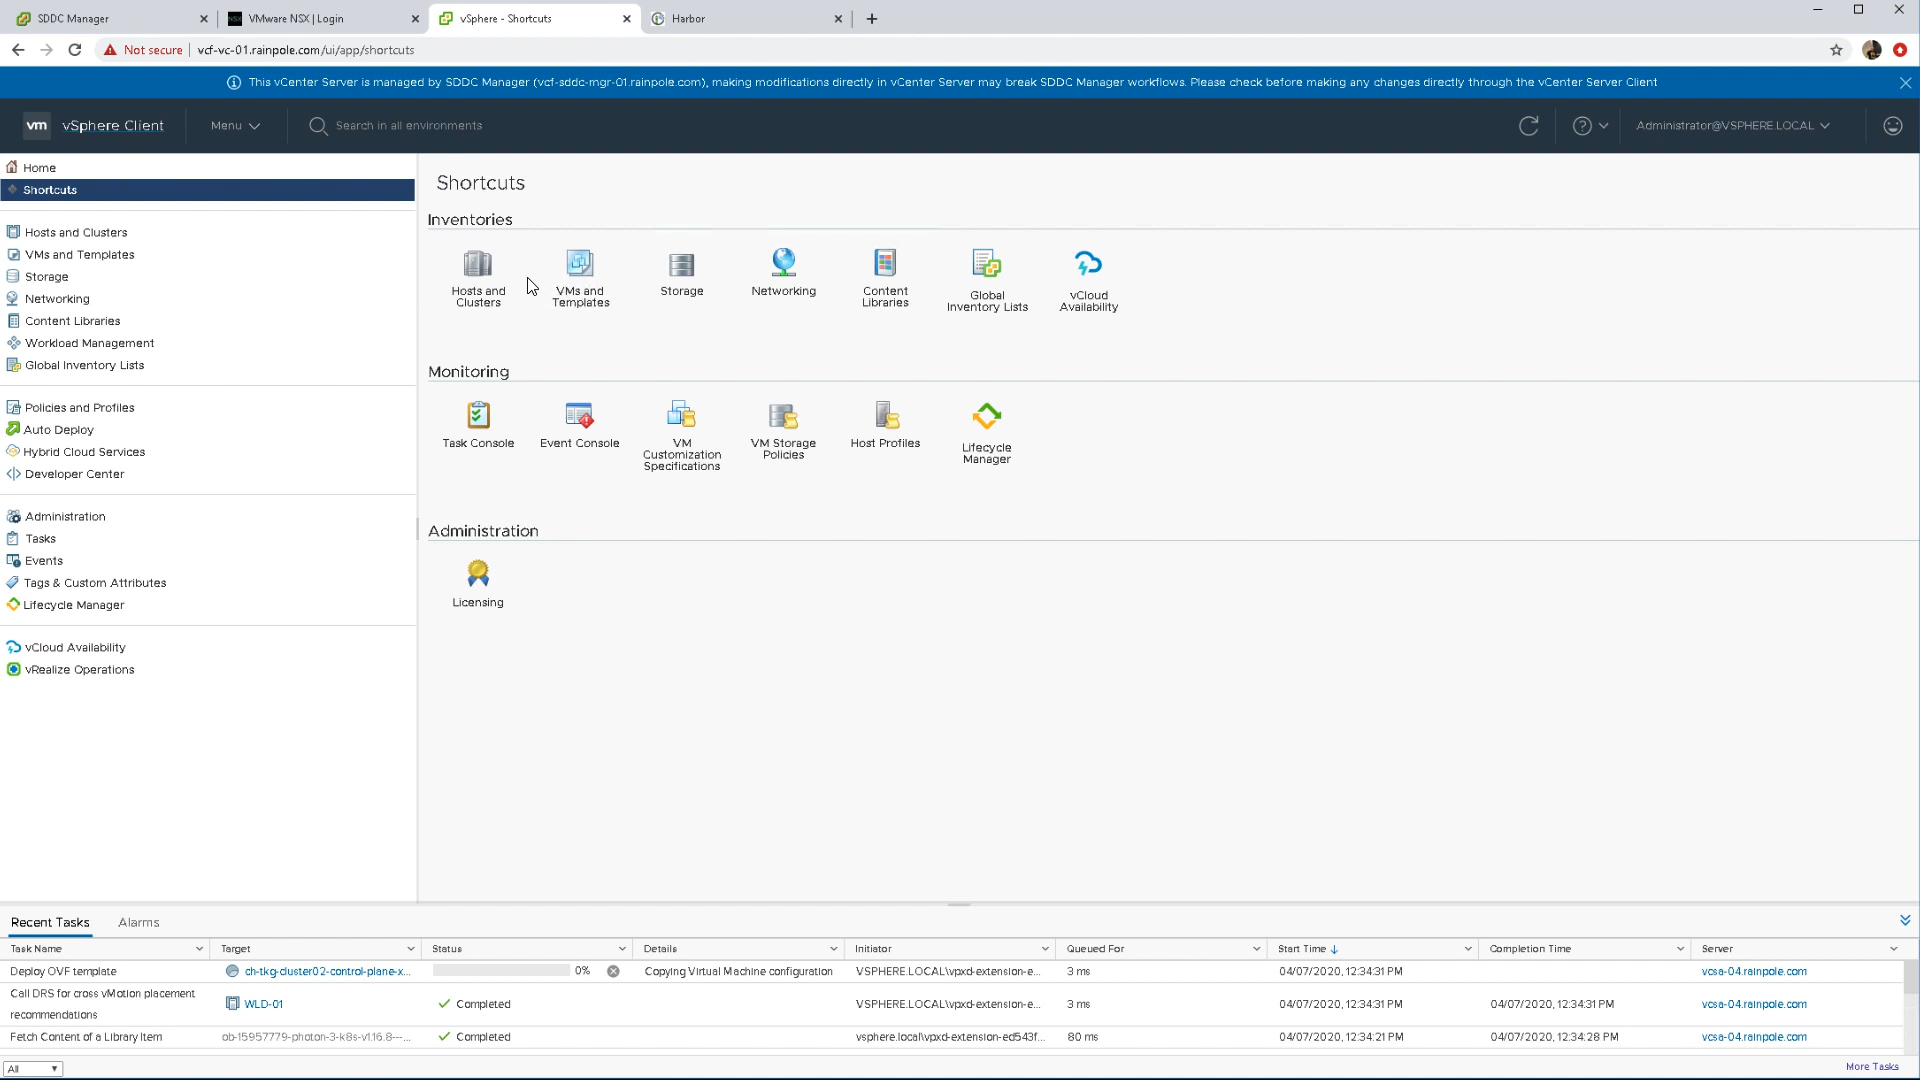 SDDC Manager
VMware NSX | Login
vSphere - Shortcuts
Harbor
Not secure
vcf-vc-01.rainpole.com/ui/app/shortcuts
This vCenter Server is managed by SDDC Manager (vcf-sddc-mgr-01.rainpole.com), making modifications directly in vCenter Server may break SDDC Manager workflows. Please check before making any changes directly through the vCenter Server Client
vm vSphere Client
Menu
Search in all environments
Administrator@VSPHERE.LOCAL
Home
Shortcuts
Hosts and Clusters
VMs and Templates
Storage
Networking
Content Libraries
Workload Management
Global Inventory Lists
Policies and Profiles
Auto Deploy
Hybrid Cloud Services
Developer Center
Administration
Tasks
Events
Tags & Custom Attributes
Lifecycle Manager
vCloud Availability
vRealize Operations
Shortcuts
Inventories
Hosts and
Clusters
VMs and
Templates
Storage
Networking
Content
Libraries
Global
Inventory Lists
vCloud
Availability
Monitoring
Task Console
Event Console
VM
Customization
Specifications
VM Storage
Policies
Host Profiles
Lifecycle
Manager
Administration
Licensing
Recent Tasks
Alarms
Task Name Target Status Details Initiator Queued For Start Time Completion Time Server
Deploy OVF template ch-tkg-cluster02-control-plane-x... 0% Copying Virtual Machine configuration VSPHERE.LOCAL\vpxd-extension-e... 3 ms 04/07/2020, 12:34:31 PM vcsa-04.rainpole.com
Call DRS for cross vMotion placement
recommendations
WLD-01 Completed VSPHERE.LOCAL\vpxd-extension-e... 3 ms 04/07/2020, 12:34:31 PM 04/07/2020, 12:34:31 PM vcsa-04.rainpole.com
Fetch Content of a Library Item ob-15957779-photon-3-k8s-v1.16.8---... Completed vsphere.local\vpxd-extension-ed543f... 80 ms 04/07/2020, 12:34:21 PM 04/07/2020, 12:34:28 PM vcsa-04.rainpole.com
All
More Tasks